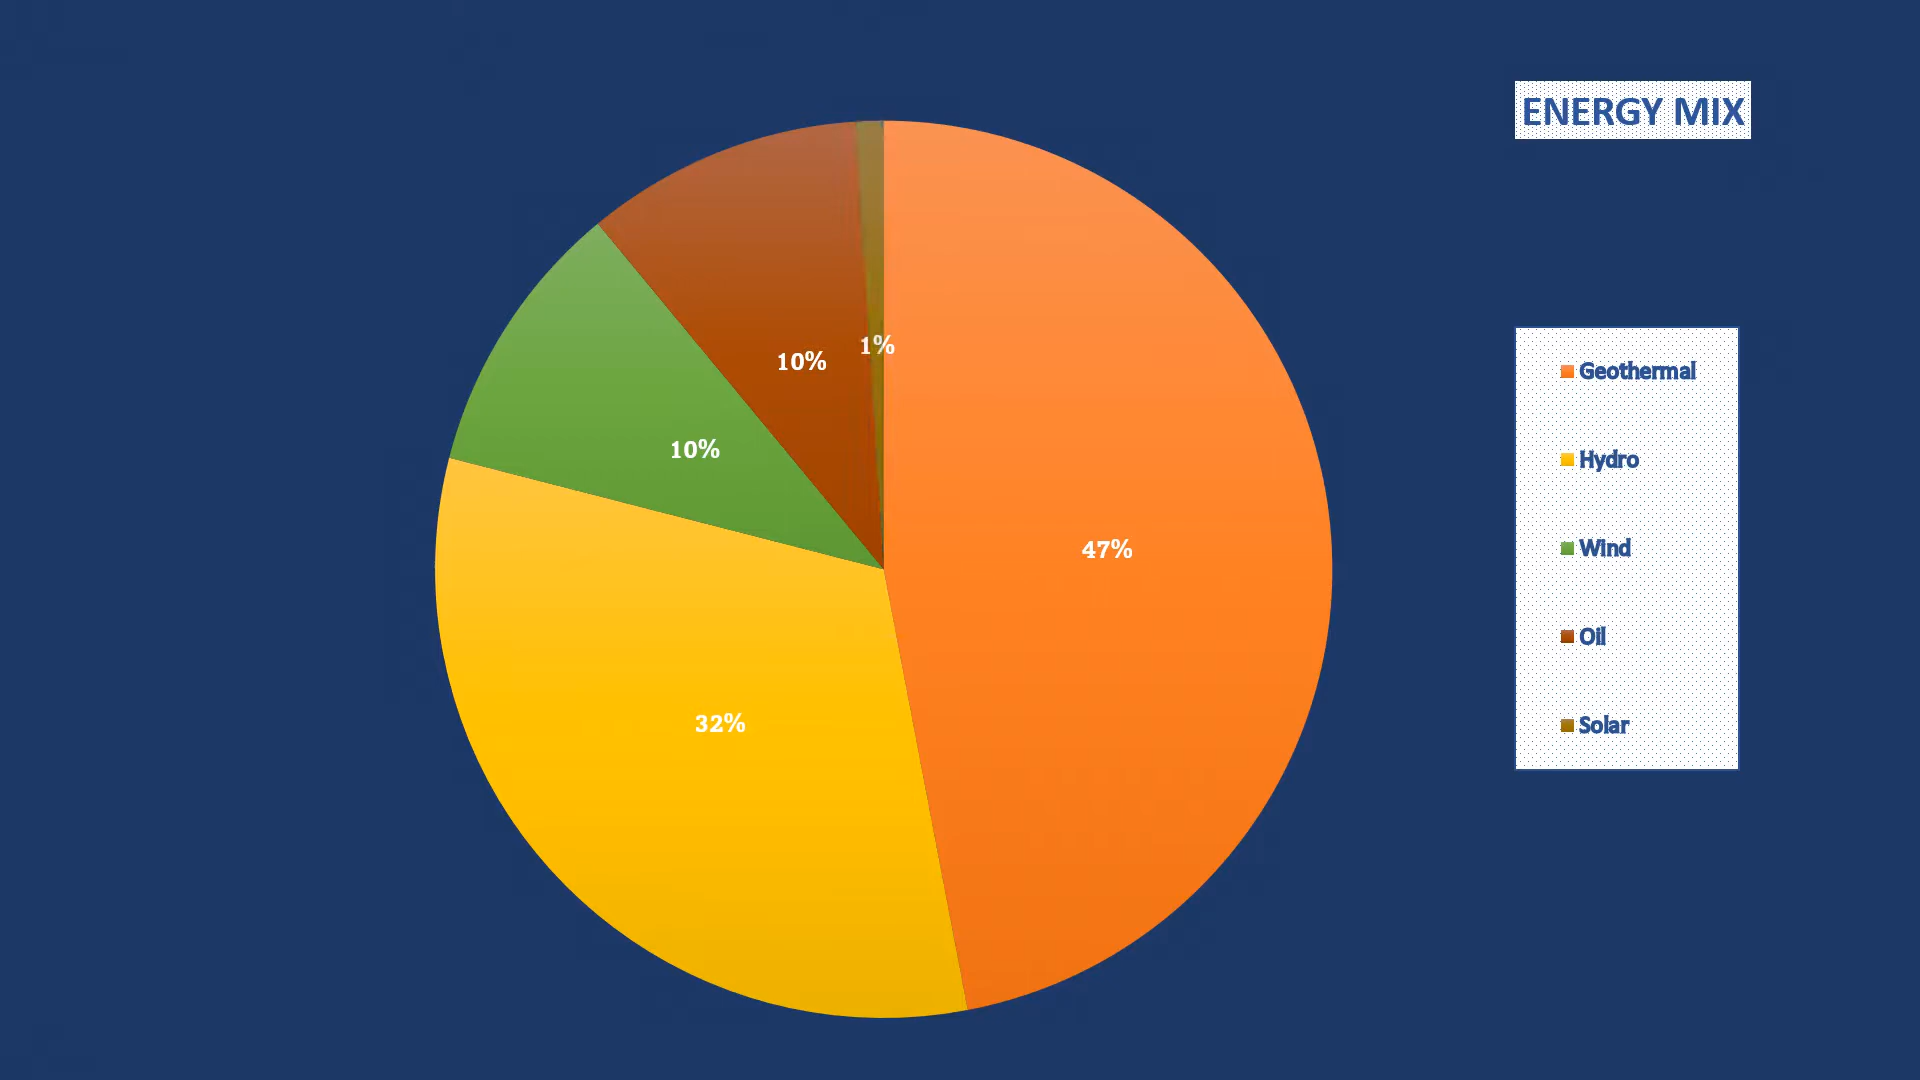 ENERGY MIX
1%
10%
10%
47%
32%
Geothermal
Hydro
Wind
Oil
Solar